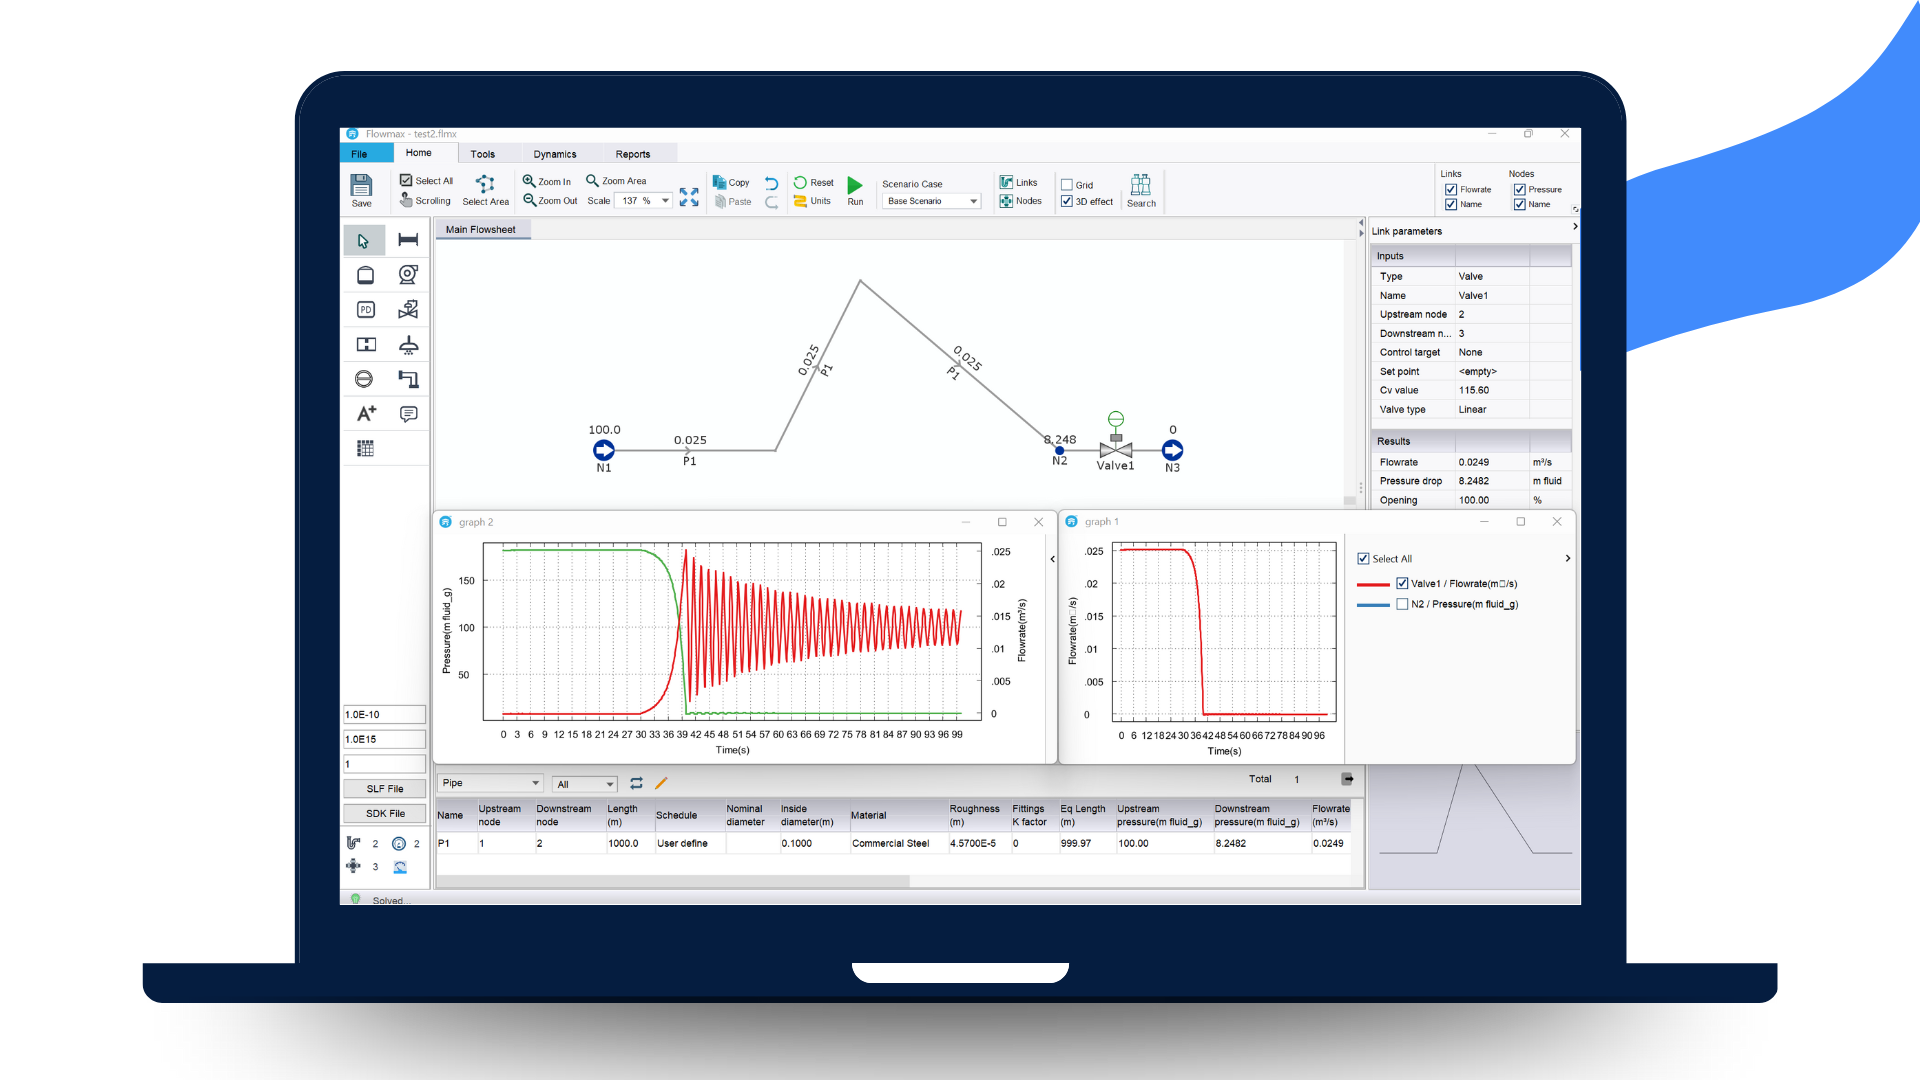 Flowmax - test2.flmx
File Home Tools Dynamics Reports
Save
Select All
Scrolling
Select Area
Zoom In
Zoom Out
Zoom Area
Scale 137 %
Copy
Paste
Reset
Units
Run
Scenario Case
Base Scenario
Links
Nodes
Grid
3D effect
Search
Links
Flowrate
Name
Nodes
Pressure
Name
Main Flowsheet
PD
A+
1.0E-10
1.0E15
1
SLF File
SDK File
2 2
3
Solved...
100.0
N1
0.025
P1
0.025
P1
0.025
P1
8,248
N2
Valve1
0
N3
Link parameters
Inputs
Type Valve
Name Valve1
Upstream node 2
Downstream n... 3
Control target None
Set point <empty>
Cv value 115.60
Valve type Linear
Results
Flowrate 0.0249 m³/s
Pressure drop 8.2482 m fluid
Opening 100.00 %
graph 2
Pressure(m fluid_g)
150
100
50
.025
.02
.015
.01
.005
0
Flowrate(m³/s)
0 3 6 9 12 15 18 21 24 27 30 33 36 39 42 45 48 51 54 57 60 63 66 69 72 75 78 81 84 87 90 93 96 99
Time(s)
graph 1
Flowrate(m□/s)
.025
.02
.015
.01
.005
0
0 6 12 18 24 30 36 42 48 54 60 66 72 78 84 90 96
Time(s)
Select All
Valve1 / Flowrate(m□/s)
N2 / Pressure(m fluid_g)
Pipe All
Total 1
Name Upstream node Downstream node Length (m) Schedule Nominal diameter Inside diameter(m) Material Roughness (m) Fittings K factor Eq Length (m) Upstream pressure(m fluid_g) Downstream pressure(m fluid_g) Flowrate (m³/s)
P1 1 2 1000.0 User define 0.1000 Commercial Steel 4.5700E-5 0 999.97 100.00 8.2482 0.0249